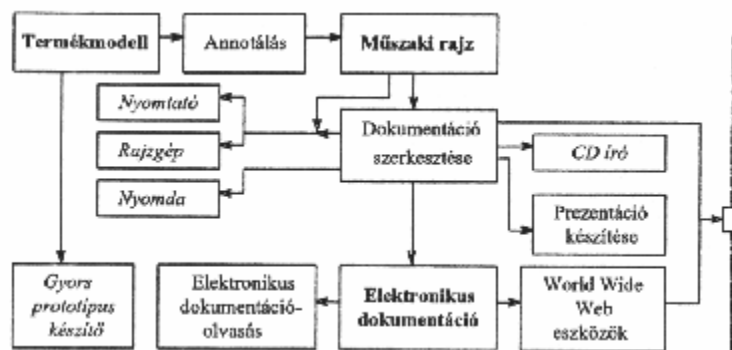 Termékmodell
Annotálás
Műszaki rajz
Nyomtató
Rajzgép
Nyomda
Dokumentáció
szerkesztése
CD író
Prezentáció
készítése
Gyors
prototípus
készítő
Elektronikus
dokumentáció-
olvasás
Elektronikus
dokumentáció
World Wide
Web
eszközök